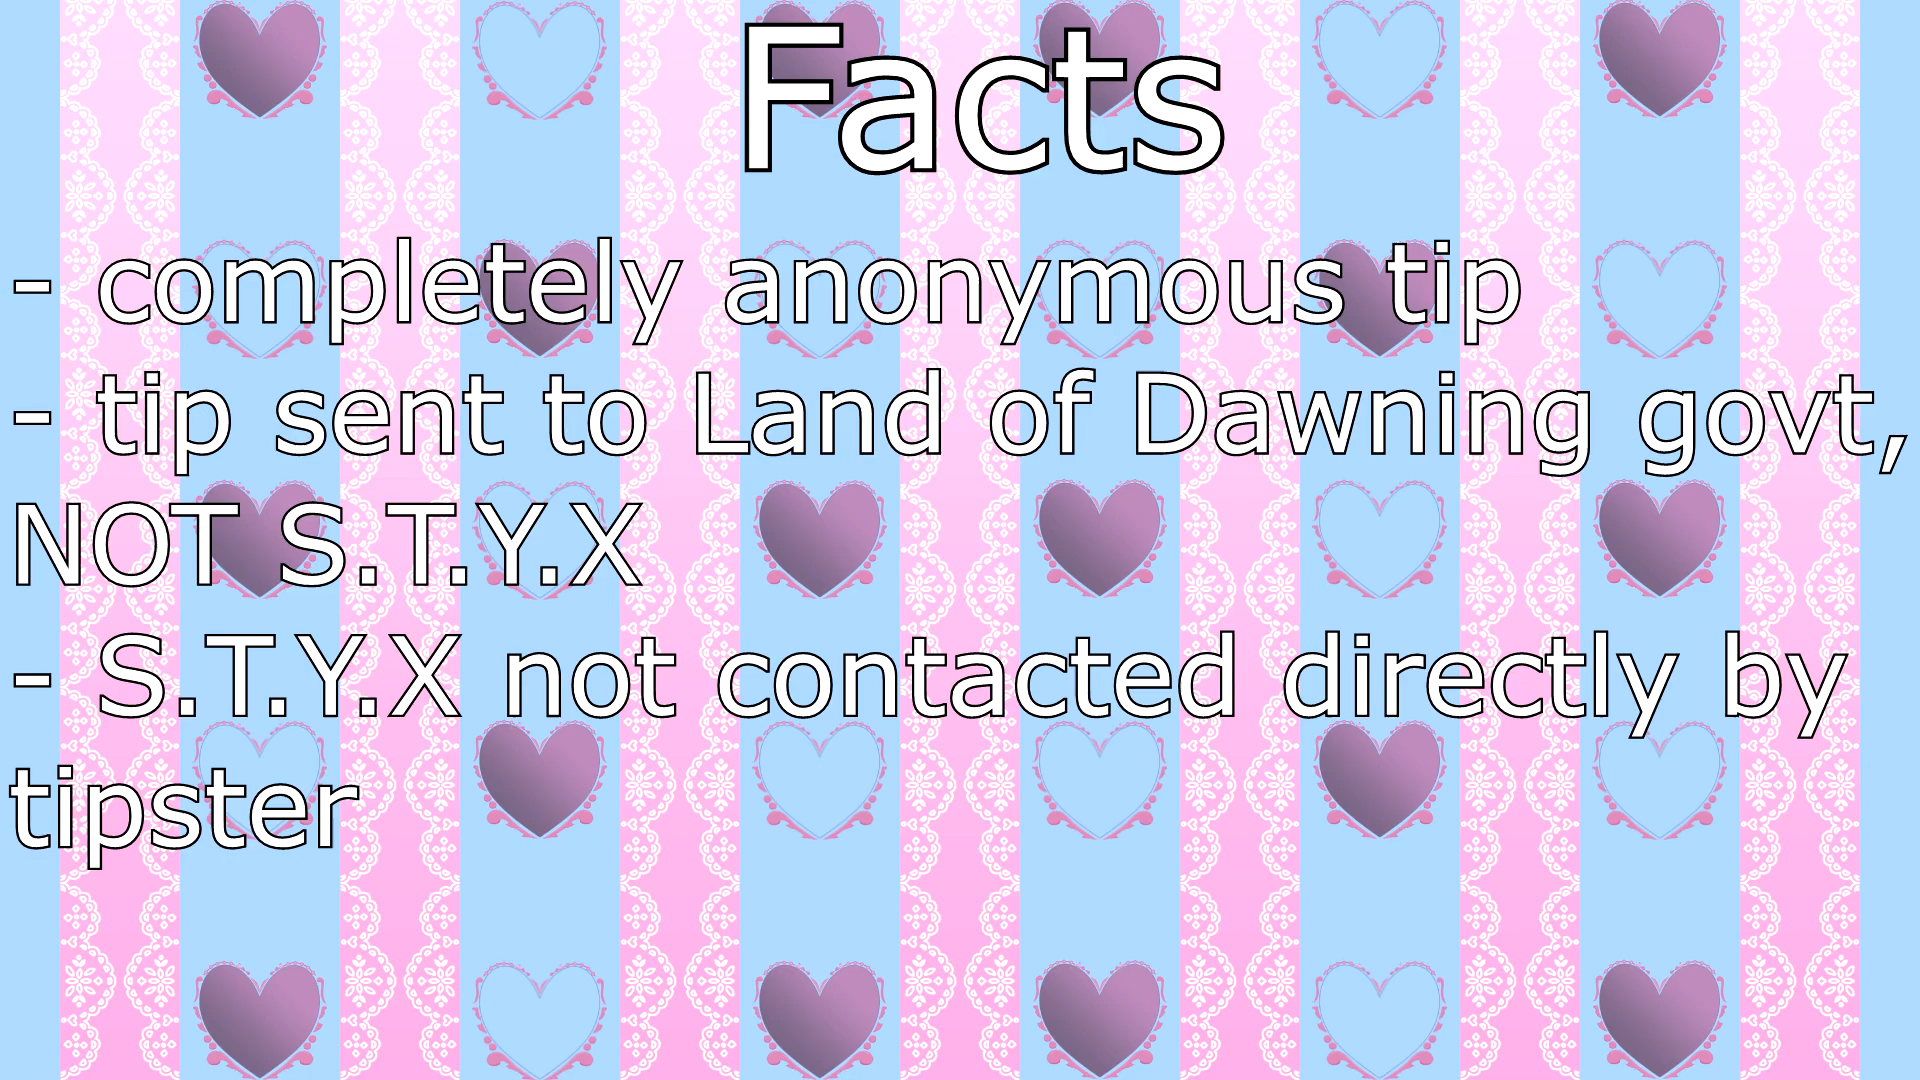 Facts
- completely anonymous tip
- tip sent to Land of Dawning govt,
NOT S.T.Y.X
- S.T.Y.X not contacted directly by
tipster